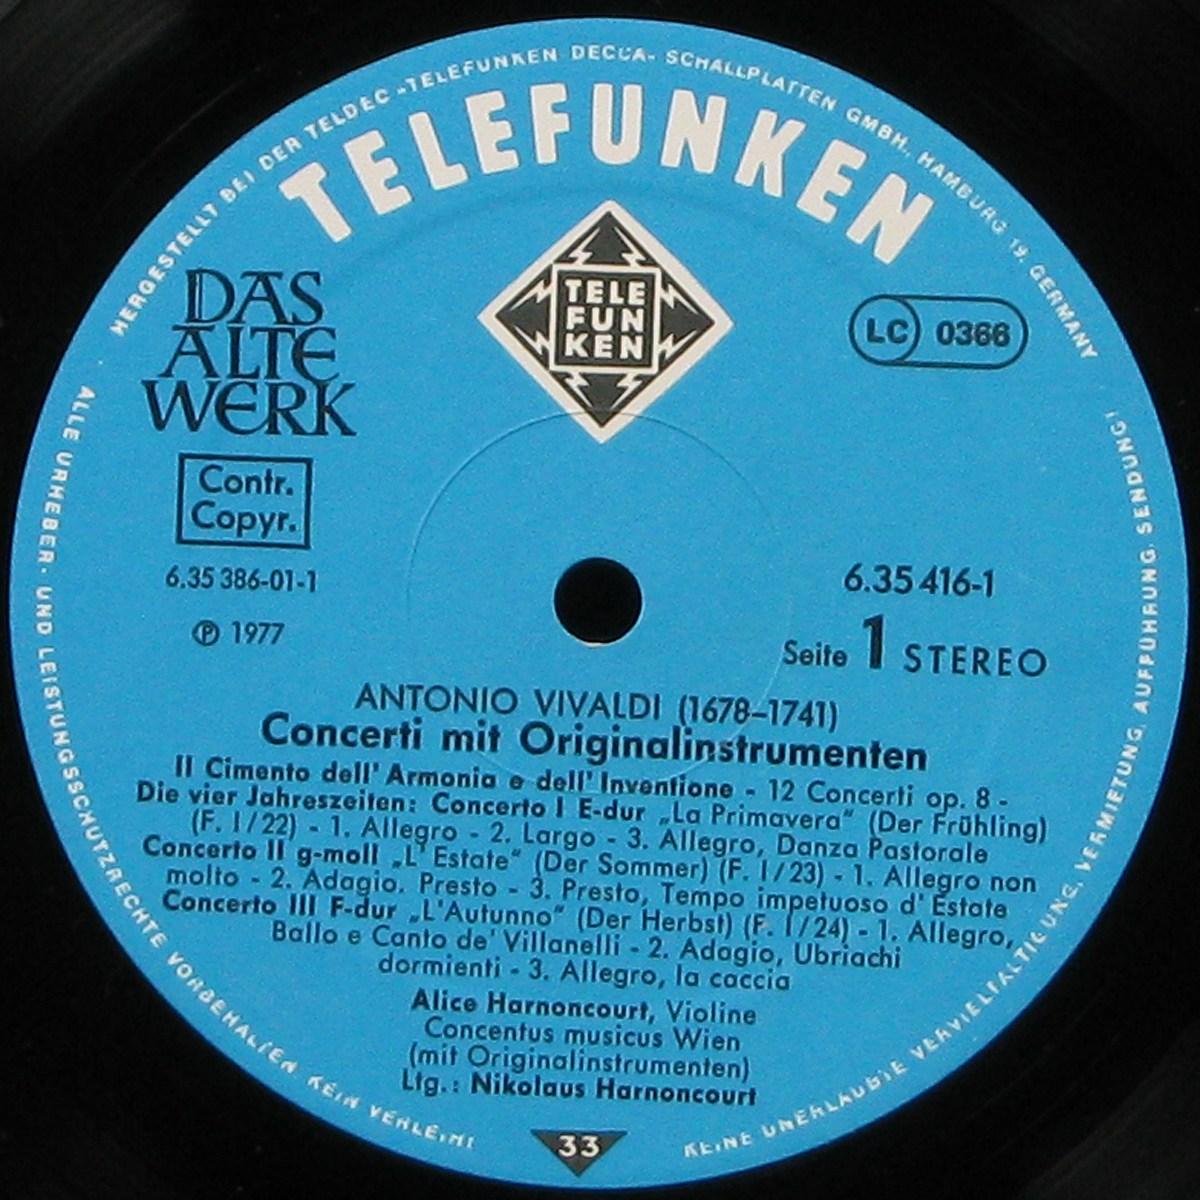 HERGESTELLT BEI DER TELDEC »TELEFUNKEN DECCA« SCHALLPLATTEN GMBH., HAMBURG 19, GERMANY
TELEFUNKEN
TELE
FUN
KEN
DAS
ALTE
WERK
LC 0366
Contr.
Copyr.
6.35 386-01-1
℗ 1977
6.35 416-1
Seite 1 STEREO
ANTONIO VIVALDI (1678–1741)
Concerti mit Originalinstrumenten
Il Cimento dell' Armonia e dell' Inventione - 12 Concerti op. 8 -
Die vier Jahreszeiten: Concerto I E-dur „La Primavera“ (Der Frühling)
(F. I/22) - 1. Allegro - 2. Largo - 3. Allegro, Danza Pastorale
Concerto II g-moll „L' Estate“ (Der Sommer) (F. I/23) - 1. Allegro non
molto - 2. Adagio. Presto - 3. Presto, Tempo impetuoso d' Estate
Concerto III F-dur „L'Autunno“ (Der Herbst) (F. I/24) - 1. Allegro,
Ballo e Canto de' Villanelli - 2. Adagio, Ubriachi
dormienti - 3. Allegro, la caccia
Alice Harnoncourt, Violine
Concentus musicus Wien
(mit Originalinstrumenten)
Ltg.: Nikolaus Harnoncourt
33
ALLE URHEBER- UND LEISTUNGSSCHUTZRECHTE VORBEHALTEN KEIN VERLEIH!
KEINE UNERLAUBTE VERVIELFÄLTIGUNG, VERMIETUNG, AUFFÜHRUNG, SENDUNG!